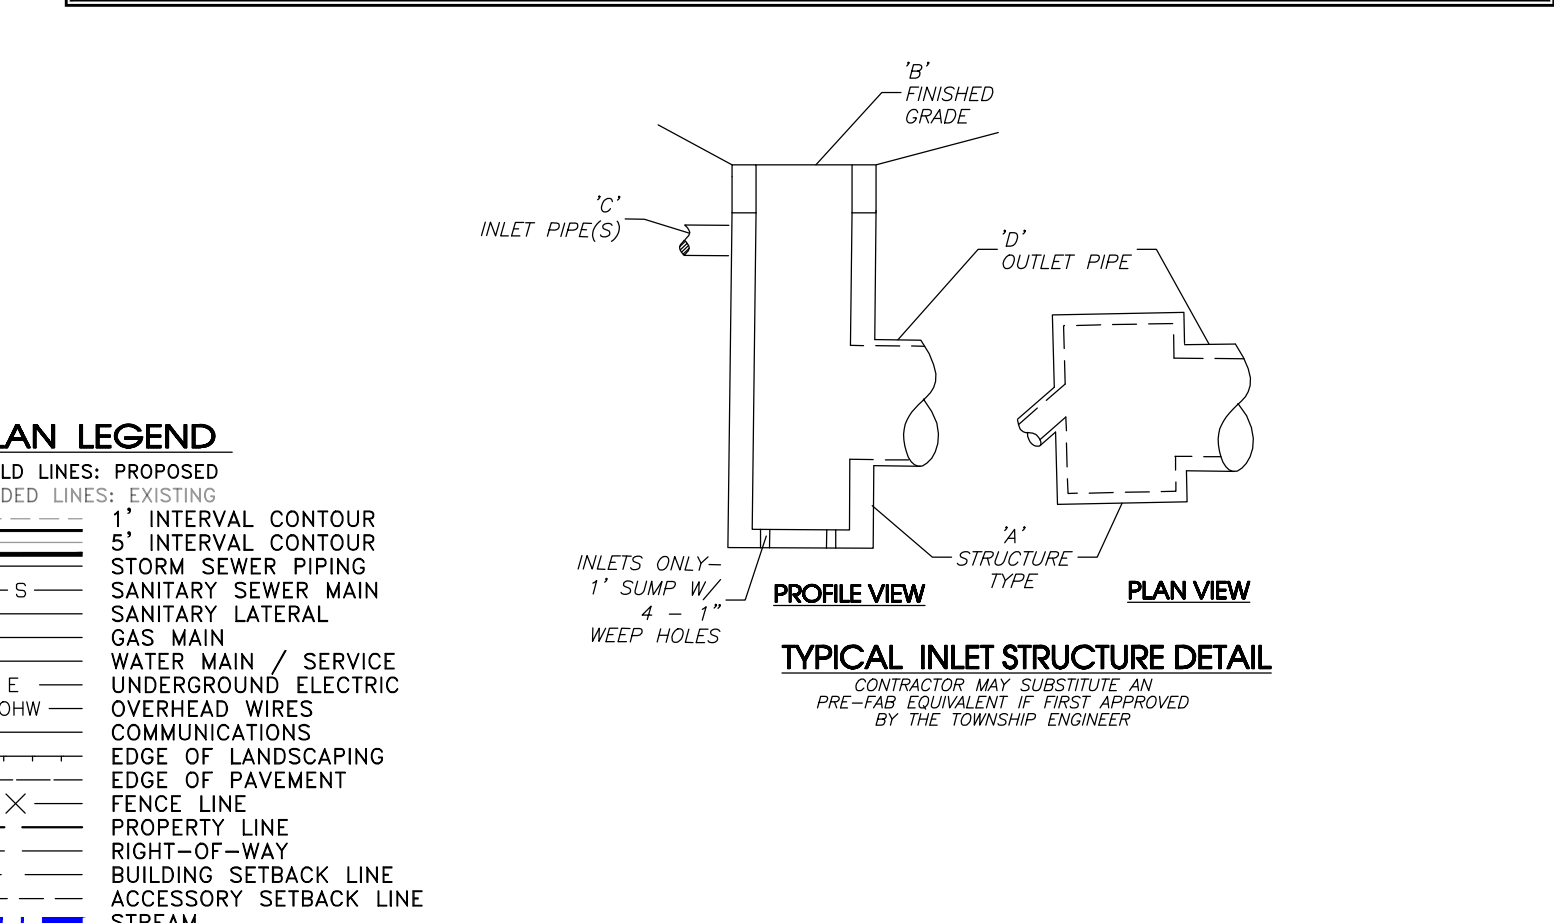 'B'
FINISHED
GRADE
'C'
INLET PIPE(S)
'D'
OUTLET PIPE
'A'
STRUCTURE
TYPE
INLETS ONLY-
1' SUMP W/
4 - 1"
WEEP HOLES
PROFILE VIEW
PLAN VIEW
TYPICAL INLET STRUCTURE DETAIL
CONTRACTOR MAY SUBSTITUTE AN
PRE-FAB EQUIVALENT IF FIRST APPROVED
BY THE TOWNSHIP ENGINEER
LAN LEGEND
LD LINES: PROPOSED
DED LINES: EXISTING
1' INTERVAL CONTOUR
5' INTERVAL CONTOUR
STORM SEWER PIPING
S SANITARY SEWER MAIN
SANITARY LATERAL
GAS MAIN
WATER MAIN / SERVICE
E UNDERGROUND ELECTRIC
OHW OVERHEAD WIRES
COMMUNICATIONS
EDGE OF LANDSCAPING
EDGE OF PAVEMENT
FENCE LINE
PROPERTY LINE
RIGHT-OF-WAY
BUILDING SETBACK LINE
ACCESSORY SETBACK LINE
STREAM